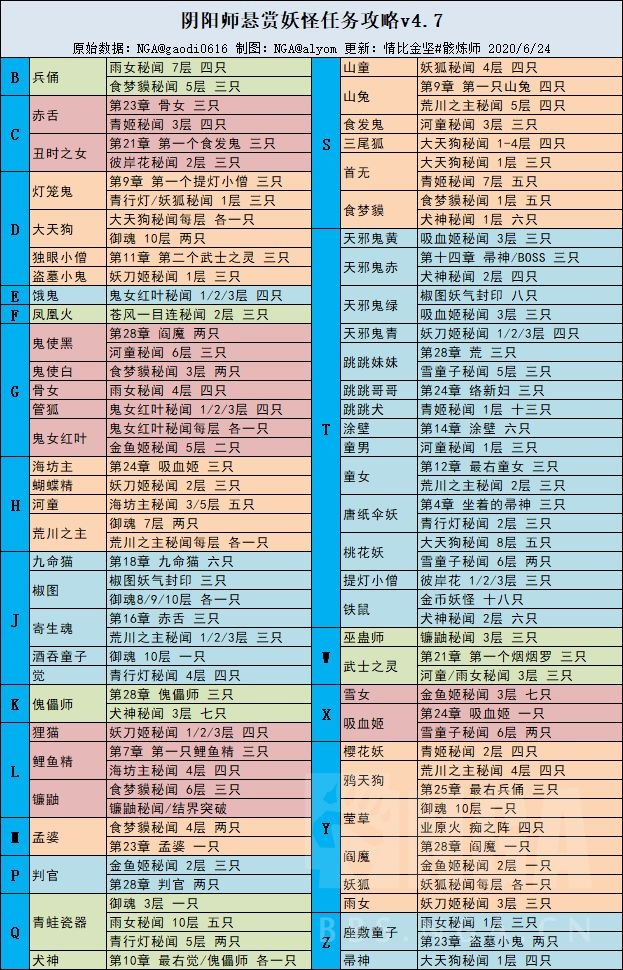 阴阳师悬赏妖怪任务攻略v4.7
原始数据: NGA@gaodi0616 制图: NGA@alyom 更新: 情比金坚#骸炼师 2020/6/24
B
兵俑
雨女秘闻 7层 四只
食梦貘秘闻 5层 三只
C
赤舌
第23章 骨女 三只
青姬秘闻 3层 四只
丑时之女
第21章 第一个食发鬼 三只
彼岸花秘闻 2层 三只
D
灯笼鬼
第9章 第一个提灯小僧 三只
青行灯/妖狐秘闻 1层 三只
大天狗
大天狗秘闻每层 各一只
御魂 10层 两只
独眼小僧
第11章 第二个武士之灵 三只
盗墓小鬼
妖刀姬秘闻 1层 三只
E
饿鬼
鬼女红叶秘闻 1/2/3层 四只
F
凤凰火
苍风一目连秘闻 2层 三只
G
鬼使黑
第28章 阎魔 两只
河童秘闻 6层 三只
鬼使白
食梦貘秘闻 3层 两只
骨女
雨女秘闻 4层 四只
管狐
鬼女红叶秘闻 1/2/3层 四只
鬼女红叶
鬼女红叶秘闻每层 各一只
金鱼姬秘闻 5层 二只
H
海坊主
第24章 吸血姬 三只
蝴蝶精
妖刀姬秘闻 2层 三只
河童
海坊主秘闻 3/5层 五只
荒川之主
御魂 7层 两只
荒川之主秘闻每层 各一只
J
九命猫
第18章 九命猫 六只
椒图
椒图妖气封印 三只
御魂8/9/10层 各一只
寄生魂
第16章 赤舌 三只
荒川之主秘闻 1/2/3层 三只
酒吞童子
御魂 10层 一只
觉
青行灯秘闻 4层 四只
K
傀儡师
第28章 傀儡师 三只
犬神秘闻 3层 七只
L
狸猫
妖刀姬秘闻 1/2/3层 四只
鲤鱼精
第7章 第一只鲤鱼精 三只
海坊主秘闻 4层 四只
镰鼬
食梦貘秘闻 6层 三只
镰鼬秘闻/结界突破
M
孟婆
食梦貘秘闻 4层 两只
第23章 孟婆 一只
P
判官
金鱼姬秘闻 2层 三只
第28章 判官 两只
Q
青蛙瓷器
御魂 3层 一只
雨女秘闻 10层 五只
青行灯秘闻 5层 两只
犬神
第10章 最右觉/傀儡师 各一只
S
山童
妖狐秘闻 4层 四只
山兔
第9章 第一只山兔 四只
荒川之主秘闻 5层 四只
食发鬼
河童秘闻 3层 三只
三尾狐
大天狗秘闻 1-4层 四只
首无
大天狗秘闻 1层 三只
青姬秘闻 7层 五只
食梦貘
食梦貘秘闻 1层 五只
犬神秘闻 1层 六只
T
天邪鬼黄
吸血姬秘闻 3层 三只
天邪鬼赤
第十四章 帚神/BOSS 三只
犬神秘闻 2层 四只
天邪鬼绿
椒图妖气封印 八只
吸血姬秘闻 3层 三只
天邪鬼青
妖刀姬秘闻 1/2/3层 四只
跳跳妹妹
第28章 荒 三只
雪童子秘闻 5层 三只
跳跳哥哥
第24章 络新妇 三只
跳跳犬
青姬秘闻 1层 十三只
涂壁
第14章 涂壁 六只
童男
河童秘闻 1层 三只
童女
第12章 最右童女 三只
荒川之主秘闻 2层 三只
唐纸伞妖
第4章 坐着的帚神 三只
青行灯秘闻 2层 三只
桃花妖
大天狗秘闻 8层 五只
雪童子秘闻 6层 两只
提灯小僧
彼岸花 1/2/3层 三只
铁鼠
金币妖怪 十八只
犬神秘闻 2层 六只
W
巫蛊师
镰鼬秘闻 3层 三只
武士之灵
第21章 第一个烟烟罗 三只
河童/雨女秘闻 3层 三只
X
雪女
金鱼姬秘闻 3层 七只
吸血姬
第24章 吸血姬 一只
雪童子秘闻 6层 两只
Y
樱花妖
青姬秘闻 2层 四只
鸦天狗
荒川之主秘闻 4层 四只
第25章 最右兵俑 三只
萤草
御魂 10层 一只
业原火 痴之阵 四只
阎魔
第28章 阎魔 一只
金鱼姬秘闻 2层 一只
妖狐
妖狐秘闻每层 各一只
雨女
妖刀姬秘闻 3层 三只
Z
座敷童子
雨女秘闻 1层 三只
第23章 盗墓小鬼 两只
帚神
大天狗秘闻 1层 四只
NGA
BBS.NGA.CN